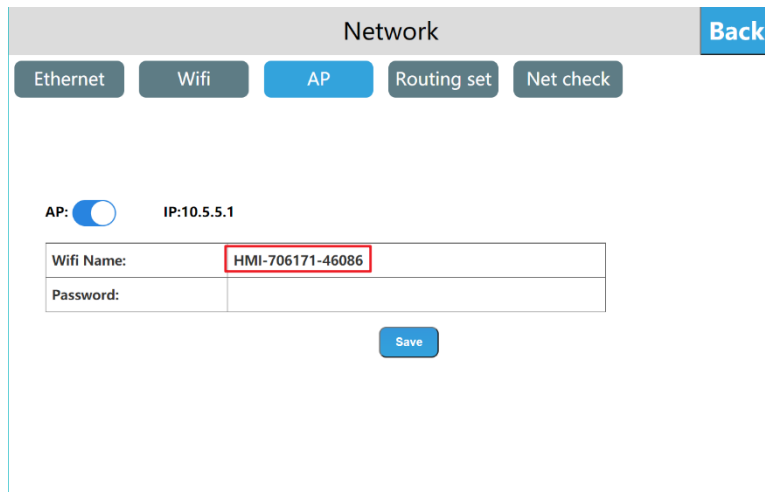 Network
Back
Ethernet Wifi AP Routing set Net check
AP: IP:10.5.5.1
Wifi Name: HMI-706171-46086
Password:
Save